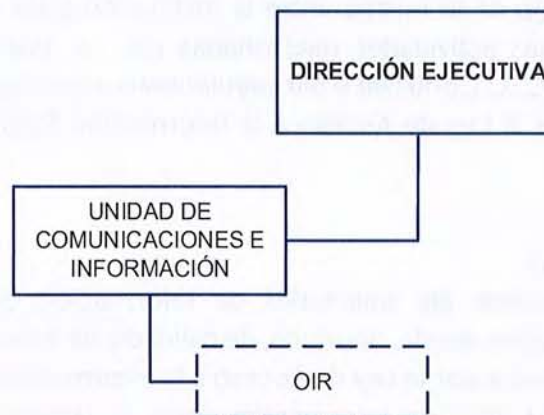 DIRECCIÓN EJECUTIVA
UNIDAD DE
COMUNICACIONES E
INFORMACIÓN
OIR